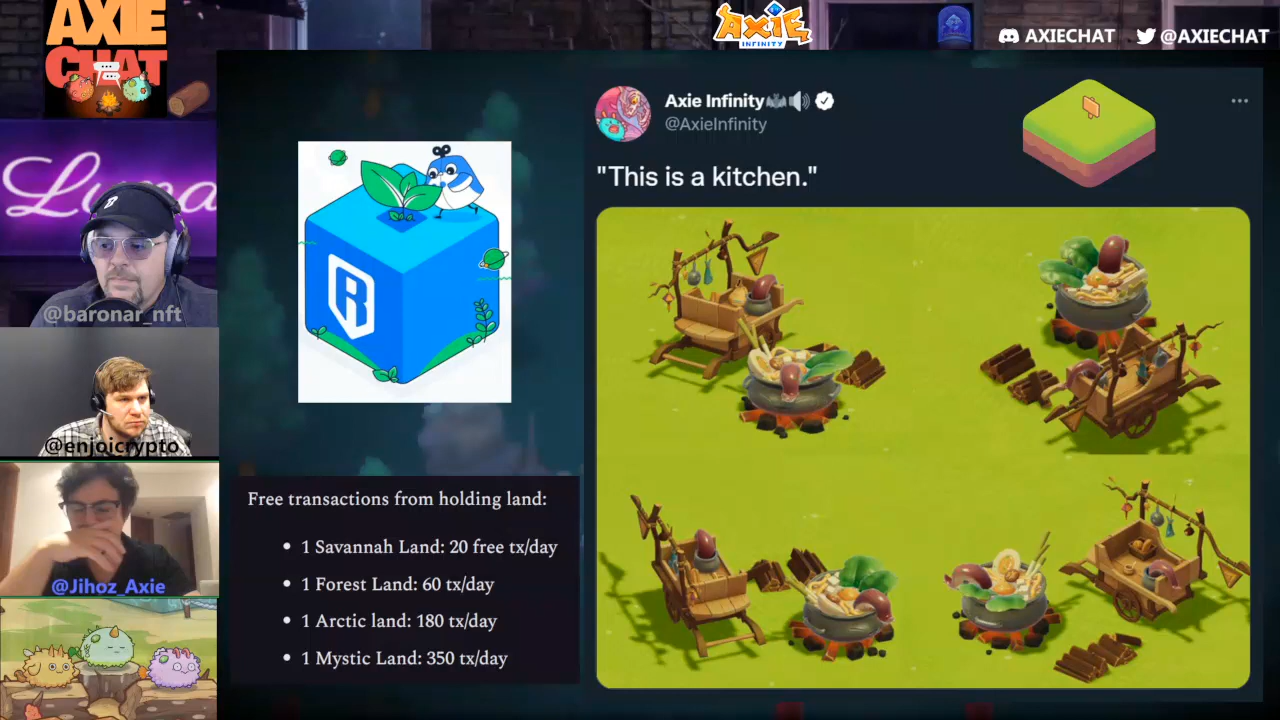 AXIE
CHAT
AXIE
INFINITY
AXIECHAT
@AXIECHAT
Luna
@baronar_nft
@enjoicrypto
@Jihoz_Axie
Free transactions from holding land:
• 1 Savannah Land: 20 free tx/day
• 1 Forest Land: 60 tx/day
• 1 Arctic land: 180 tx/day
• 1 Mystic Land: 350 tx/day
Axie Infinity
@AxieInfinity
"This is a kitchen."